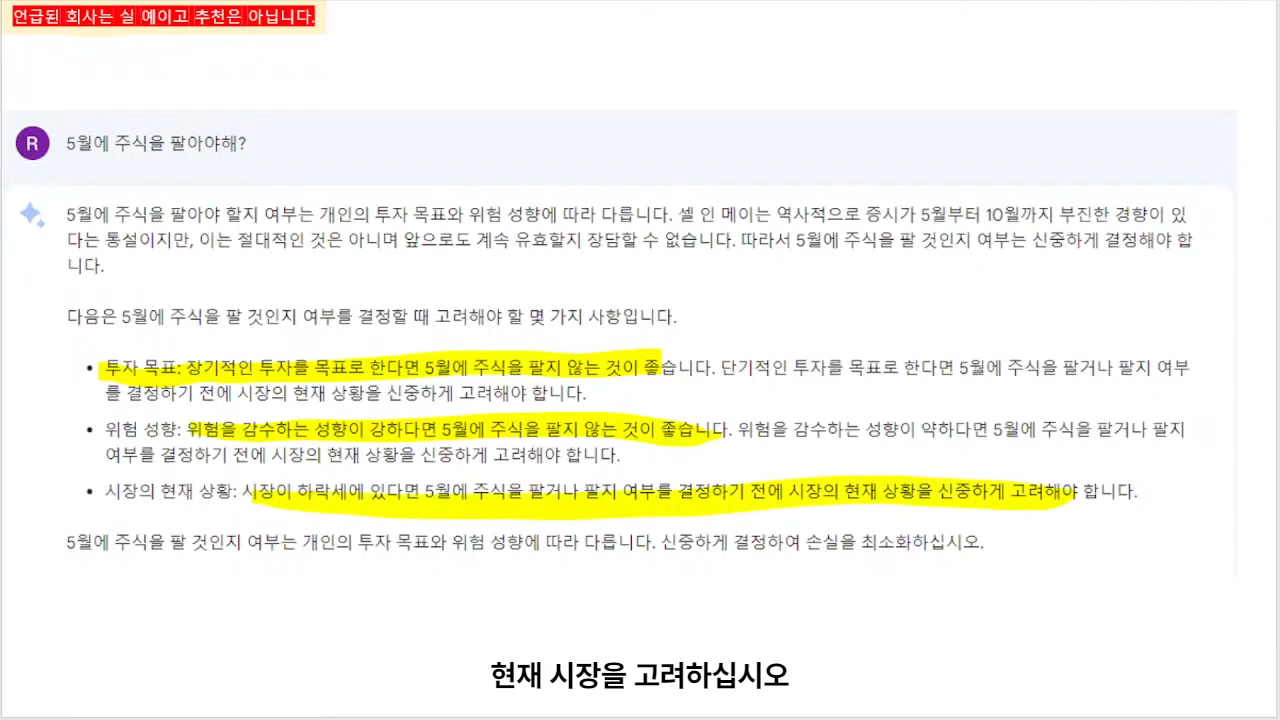 언급된 회사는 실 예이고 추천은 아닙니다.
R
5월에 주식을 팔아야해?
5월에 주식을 팔아야 할지 여부는 개인의 투자 목표와 위험 성향에 따라 다릅니다. 셀 인 메이는 역사적으로 증시가 5월부터 10월까지 부진한 경향이 있
다는 통설이지만, 이는 절대적인 것은 아니며 앞으로도 계속 유효할지 장담할 수 없습니다. 따라서 5월에 주식을 팔 것인지 여부는 신중하게 결정해야 합
니다.
다음은 5월에 주식을 팔 것인지 여부를 결정할 때 고려해야 할 몇 가지 사항입니다.
• 투자 목표: 장기적인 투자를 목표로 한다면 5월에 주식을 팔지 않는 것이 좋습니다. 단기적인 투자를 목표로 한다면 5월에 주식을 팔거나 팔지 여부
를 결정하기 전에 시장의 현재 상황을 신중하게 고려해야 합니다.
• 위험 성향: 위험을 감수하는 성향이 강하다면 5월에 주식을 팔지 않는 것이 좋습니다. 위험을 감수하는 성향이 약하다면 5월에 주식을 팔거나 팔지
여부를 결정하기 전에 시장의 현재 상황을 신중하게 고려해야 합니다.
• 시장의 현재 상황: 시장이 하락세에 있다면 5월에 주식을 팔거나 팔지 여부를 결정하기 전에 시장의 현재 상황을 신중하게 고려해야 합니다.
5월에 주식을 팔 것인지 여부는 개인의 투자 목표와 위험 성향에 따라 다릅니다. 신중하게 결정하여 손실을 최소화하십시오.
현재 시장을 고려하십시오